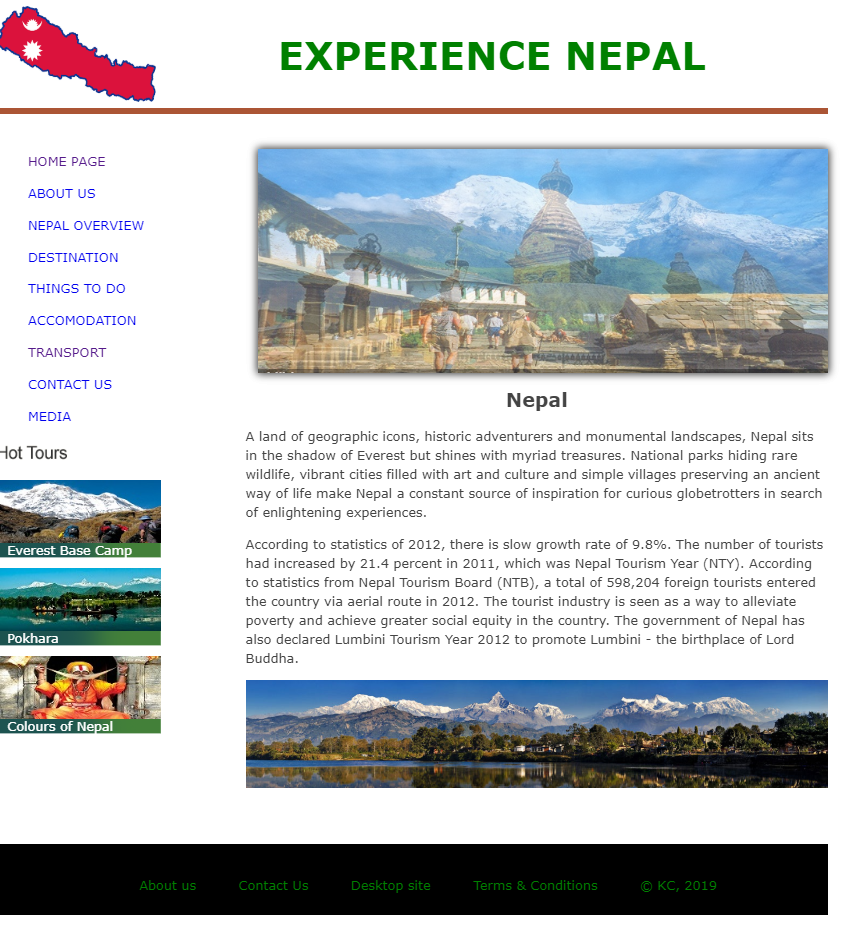 EXPERIENCE NEPAL
HOME PAGE
ABOUT US
NEPAL OVERVIEW
DESTINATION
THINGS TO DO
ACCOMODATION
TRANSPORT
CONTACT US
MEDIA
Hot Tours
Everest Base Camp
Pokhara
Colours of Nepal
Nepal
A land of geographic icons, historic adventurers and monumental landscapes, Nepal sits
in the shadow of Everest but shines with myriad treasures. National parks hiding rare
wildlife, vibrant cities filled with art and culture and simple villages preserving an ancient
way of life make Nepal a constant source of inspiration for curious globetrotters in search
of enlightening experiences.
According to statistics of 2012, there is slow growth rate of 9.8%. The number of tourists
had increased by 21.4 percent in 2011, which was Nepal Tourism Year (NTY). According
to statistics from Nepal Tourism Board (NTB), a total of 598,204 foreign tourists entered
the country via aerial route in 2012. The tourist industry is seen as a way to alleviate
poverty and achieve greater social equity in the country. The government of Nepal has
also declared Lumbini Tourism Year 2012 to promote Lumbini - the birthplace of Lord
Buddha.
About us Contact Us Desktop site Terms & Conditions © KC, 2019